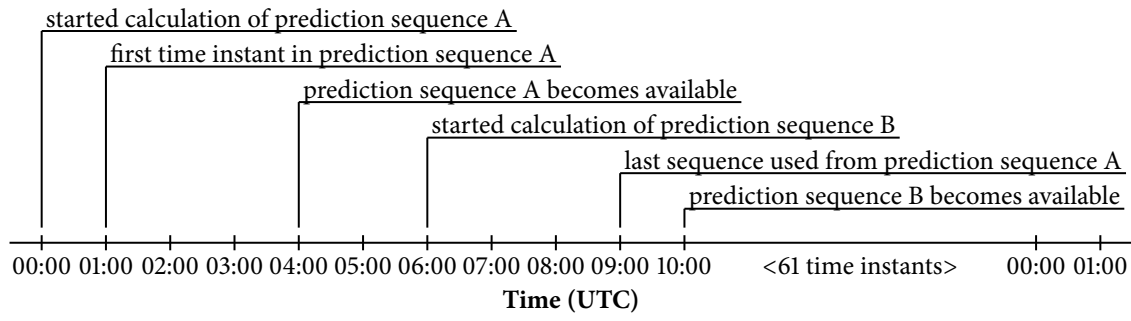 started calculation of prediction sequence A
first time instant in prediction sequence A
prediction sequence A becomes available
started calculation of prediction sequence B
last sequence used from prediction sequence A
prediction sequence B becomes available
00:00 01:00 02:00 03:00 04:00 05:00 06:00 07:00 08:00 09:00 10:00 <61 time instants> 00:00 01:00
Time (UTC)